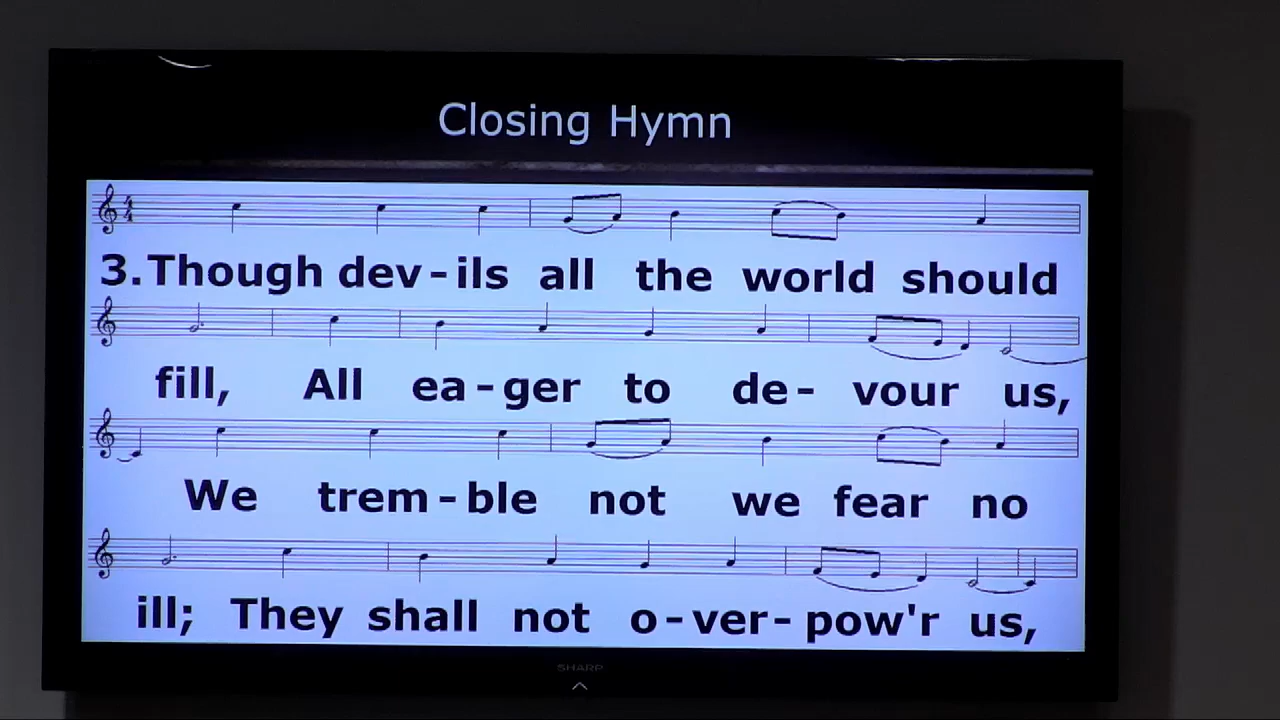 Closing Hymn
3. Though dev-ils all the world should
fill, All ea-ger to de-vour us,
We trem-ble not we fear no
ill; They shall not o-ver-pow'r us,
SHARP